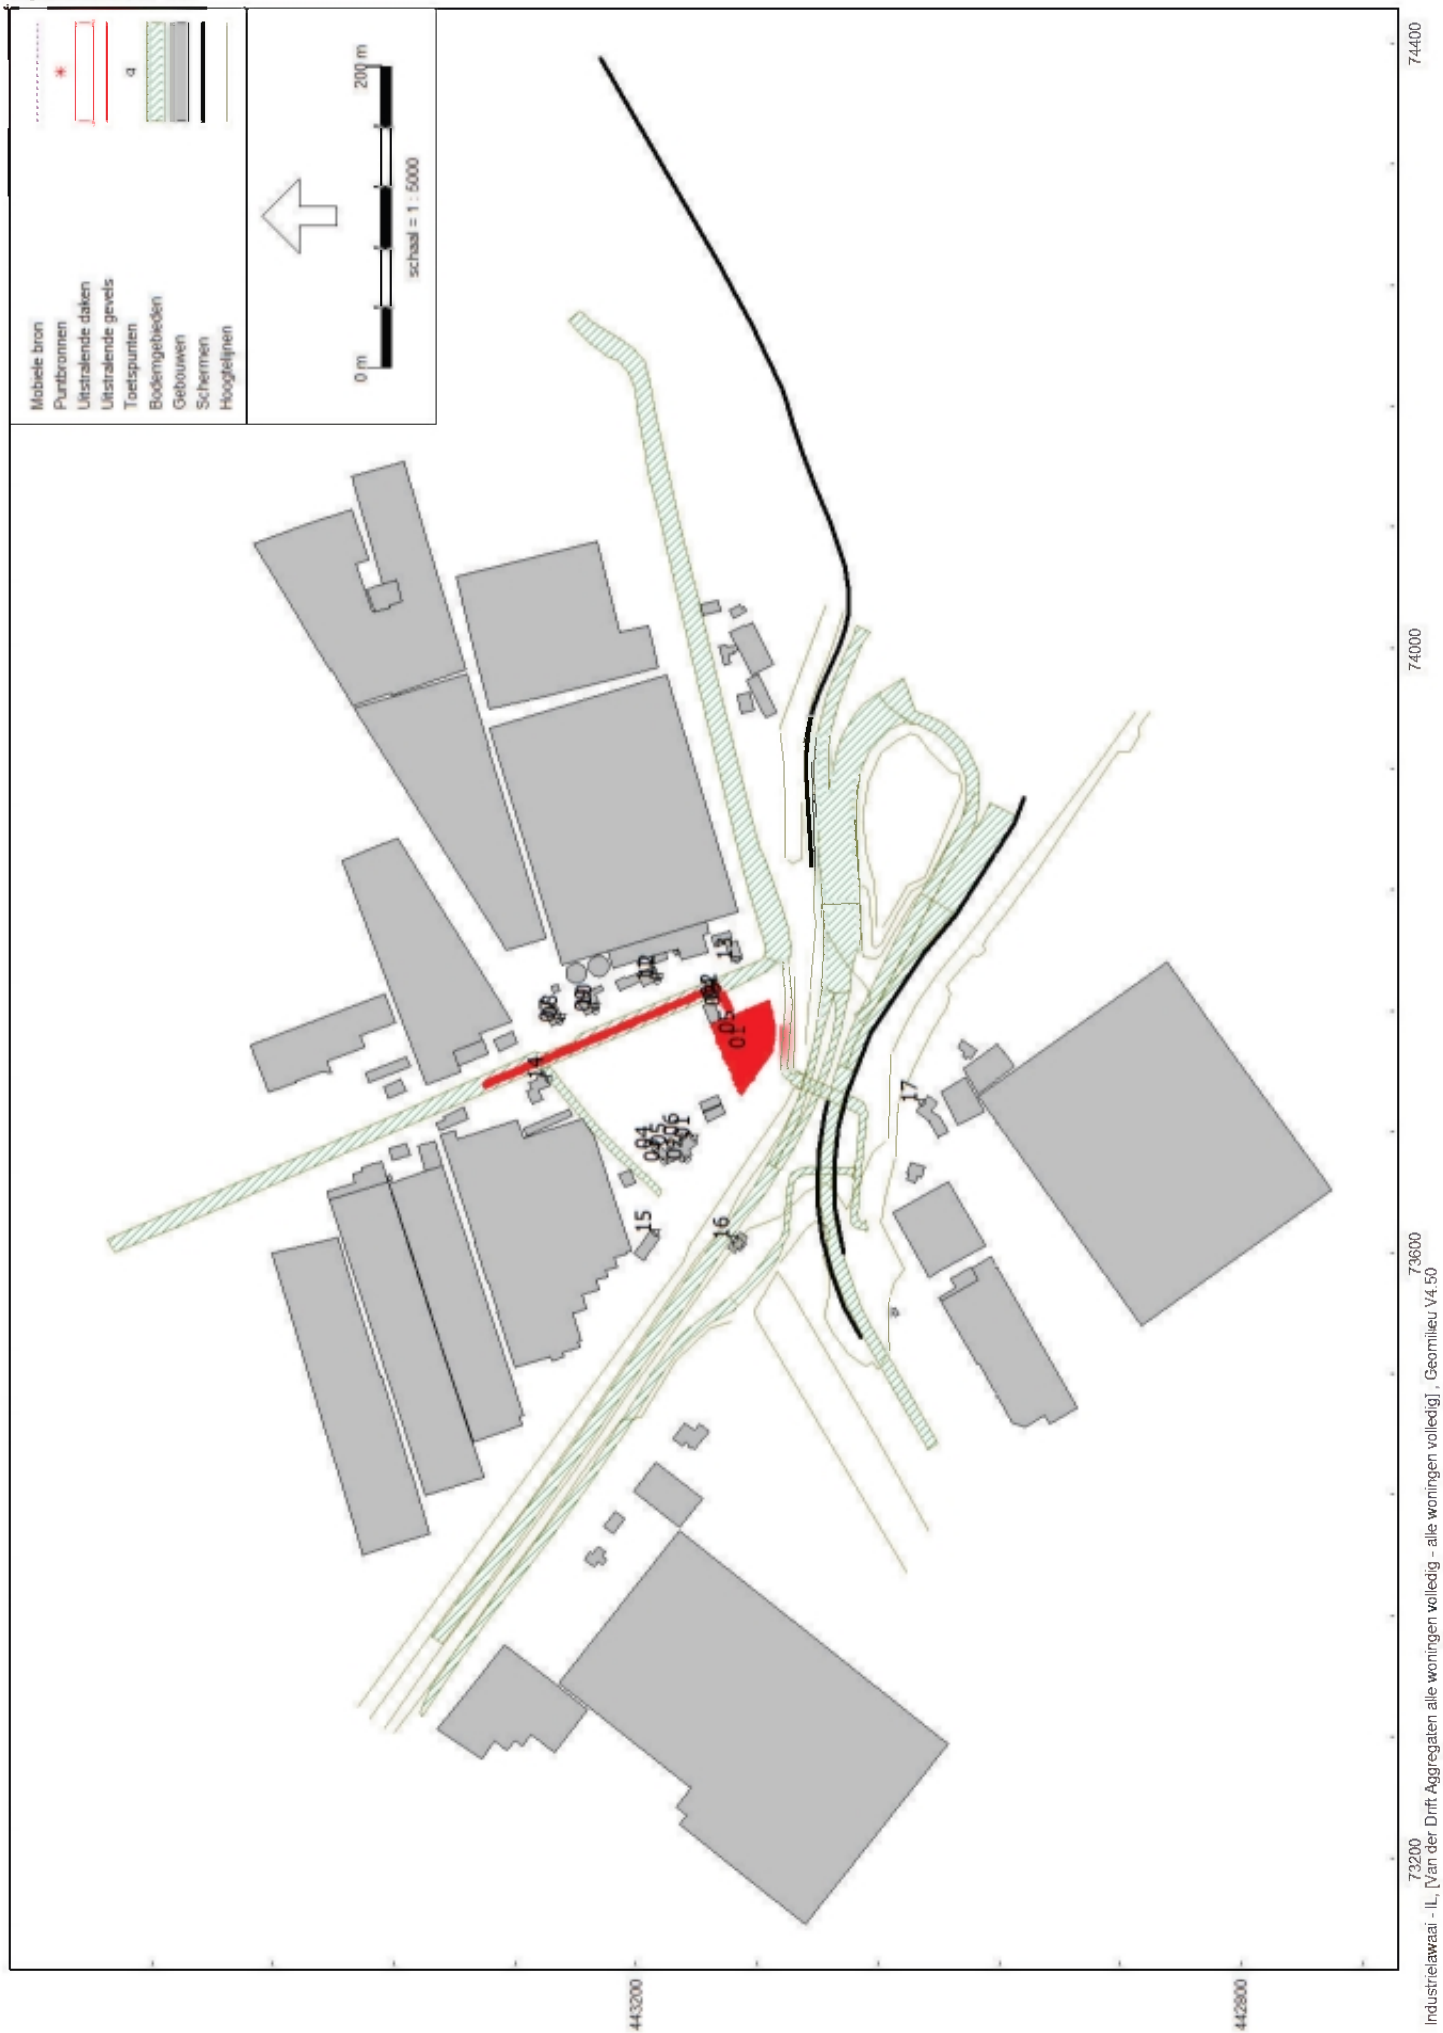 Mobiele bron
Puntbronnen
Uitstralende daken
Uitstralende gevels
Toetspunten
Bodemgebieden
Gebouwen
Schermen
Hoogtelijnen
0 m
200 m
schaal = 1 : 5000
14
13
05
01
15
16
17
443200
442800
73200
73600
74000
74400
Industrielawaai - IL, [Van der Drift Aggregaten alle woningen volledig - alle woningen volledig] , Geomilieu V4.50